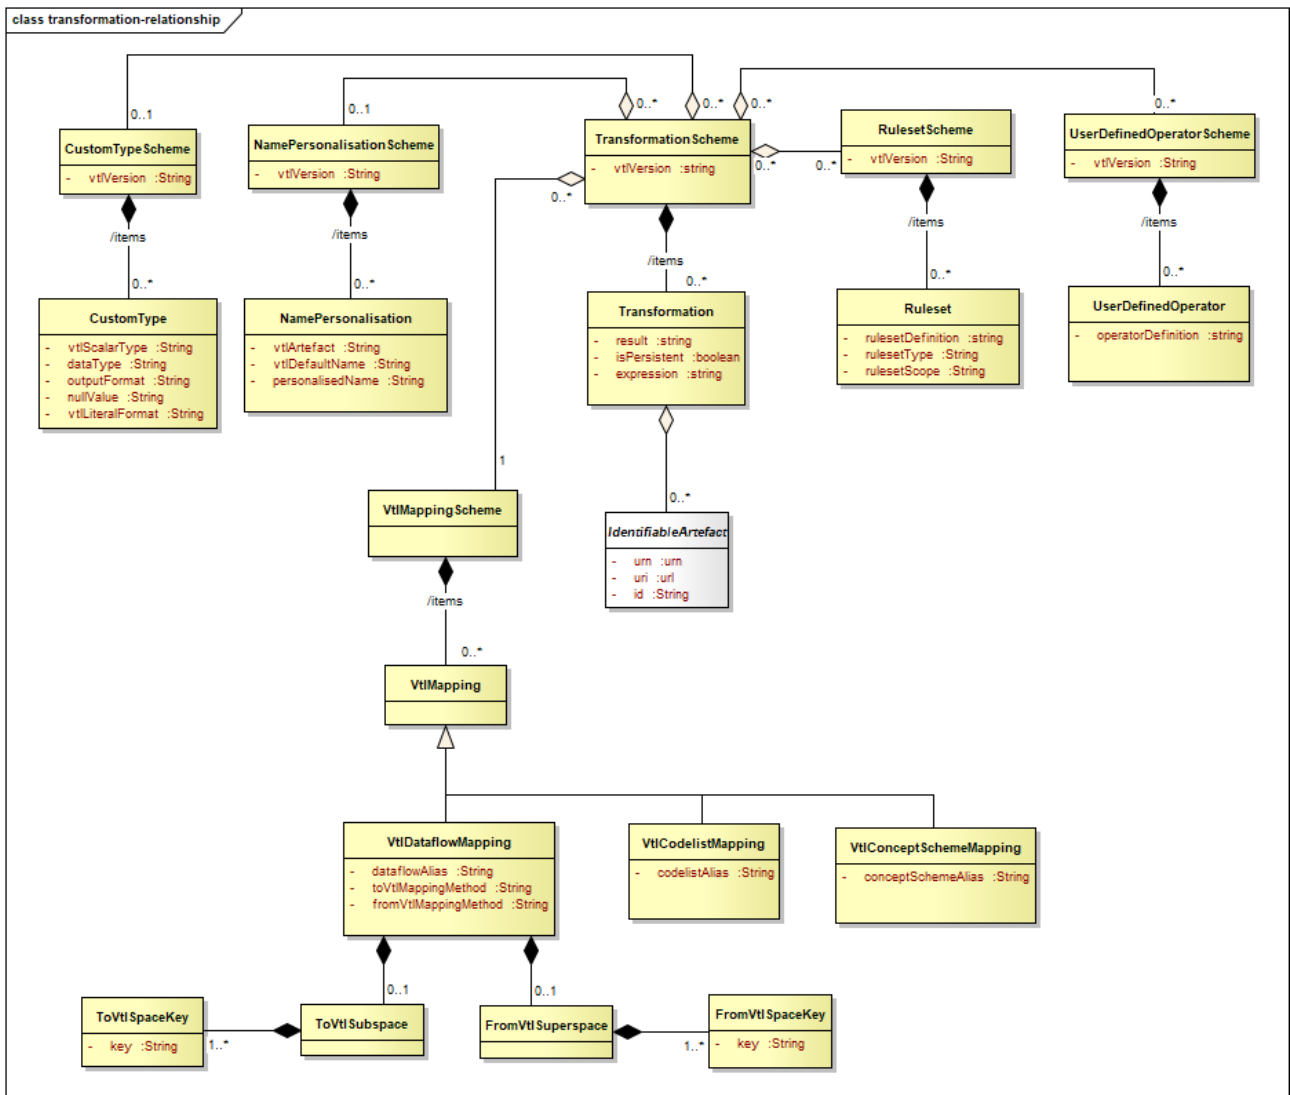 class transformation-relationship
0..1
0..1
0..*
0..*
0..*
0..*
CustomTypeScheme
- vtlVersion :String
NamePersonalisationScheme
- vtlVersion :String
TransformationScheme
- vtlVersion :string
0..*
0..*
RulesetScheme
- vtlVersion :String
UserDefinedOperatorScheme
- vtlVersion :String
0..*
/items
/items
/items
/items
/items
0..*
0..*
0..*
0..*
0..*
CustomType
- vtlScalarType :String
- dataType :String
- outputFormat :String
- nullValue :String
- vtlLiteralFormat :String
NamePersonalisation
- vtlArtefact :String
- vtlDefaultName :String
- personalisedName :String
Transformation
- result :string
- isPersistent :boolean
- expression :string
Ruleset
- rulesetDefinition :string
- rulesetType :String
- rulesetScope :String
UserDefinedOperator
- operatorDefinition :string
1
0..*
VtlMappingScheme
IdentifiableArtefact
- urn :urn
- uri :url
- id :String
/items
0..*
VtlMapping
VtlDataflowMapping
- dataflowAlias :String
- toVtlMappingMethod :String
- fromVtlMappingMethod :String
VtlCodelistMapping
- codelistAlias :String
VtlConceptSchemeMapping
- conceptSchemeAlias :String
0..1
0..1
ToVtlSpaceKey
- key :String
1..*
ToVtlSubspace
FromVtlSuperspace
1..*
FromVtlSpaceKey
- key :String